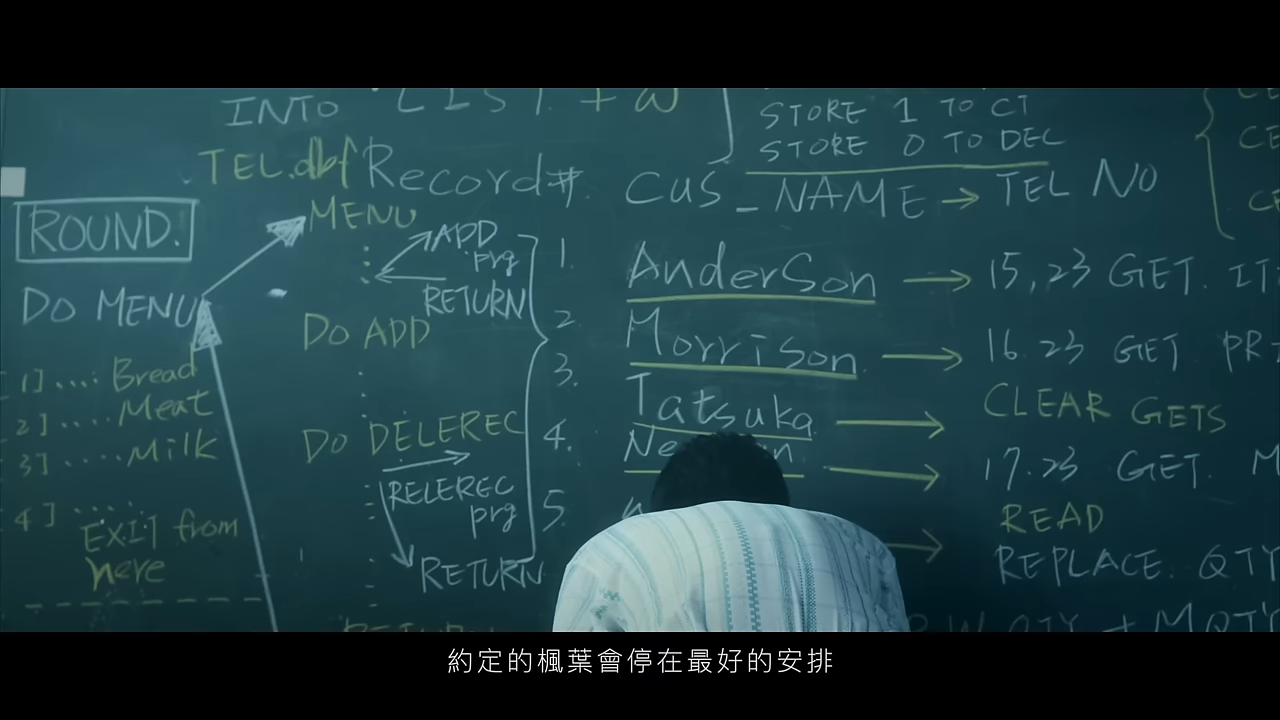 INTO
LIST. + W
STORE 1 TO CT
STORE 0 TO DEL
TEL.dbf Record#. CUS_NAME → TEL NO
ROUND.
MENU
ADD
.prg
RETURN
DO MENU
DO ADD
1] ....: Bread
2] .... Meat
3] ..... Milk
4] ......
EXIT from
here
DO DELEREC
RELEREC
prg
RETURN
1. AnderSon → 15,23 GET.
2. Morrison → 16.23 GET
3. Tatsuka → CLEAR GETS
4. → 17.23 GET.
5.
READ
REPLACE. QTY
約定的楓葉會停在最好的安排